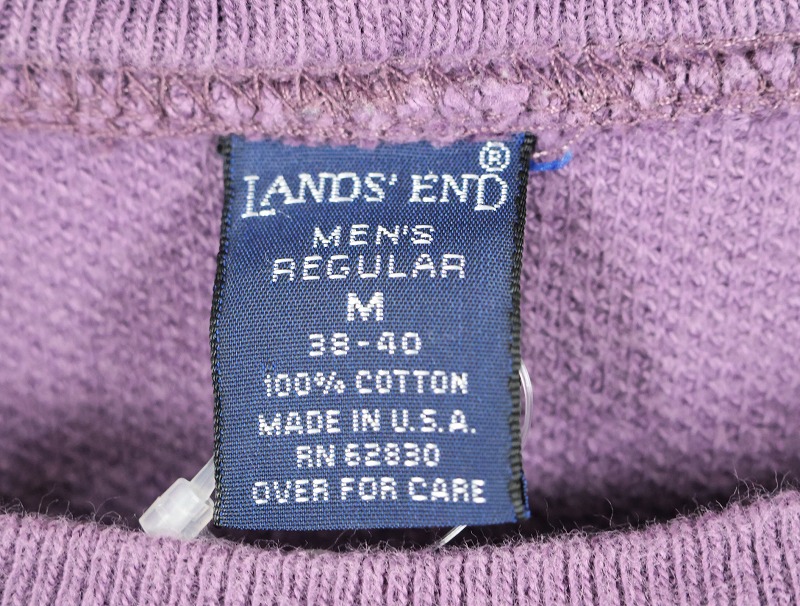 LANDS' END®
MEN'S
REGULAR
M
38-40
100% COTTON
MADE IN U.S.A.
RN 62830
OVER FOR CARE